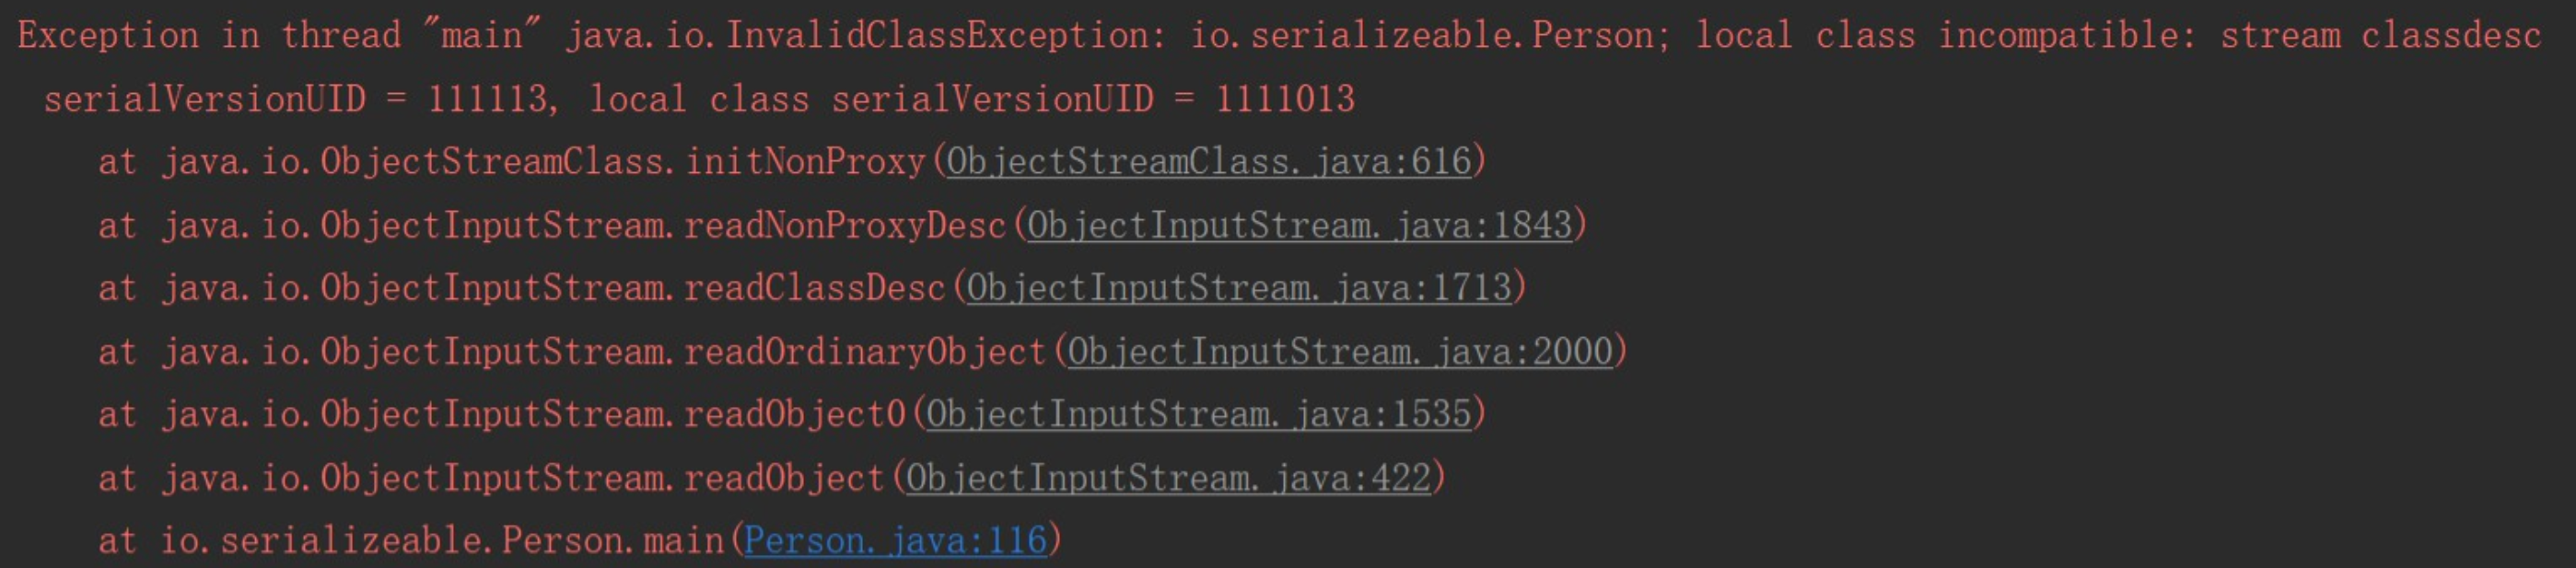 Exception in thread "main" java.io.InvalidClassException: io.serializeable.Person; local class incompatible: stream classdesc
serialVersionUID = 111113, local class serialVersionUID = 1111013
at java.io.ObjectStreamClass.initNonProxy(ObjectStreamClass.java:616)
at java.io.ObjectInputStream.readNonProxyDesc(ObjectInputStream.java:1843)
at java.io.ObjectInputStream.readClassDesc(ObjectInputStream.java:1713)
at java.io.ObjectInputStream.readOrdinaryObject(ObjectInputStream.java:2000)
at java.io.ObjectInputStream.readObject0(ObjectInputStream.java:1535)
at java.io.ObjectInputStream.readObject(ObjectInputStream.java:422)
at io.serializeable.Person.main(Person.java:116)